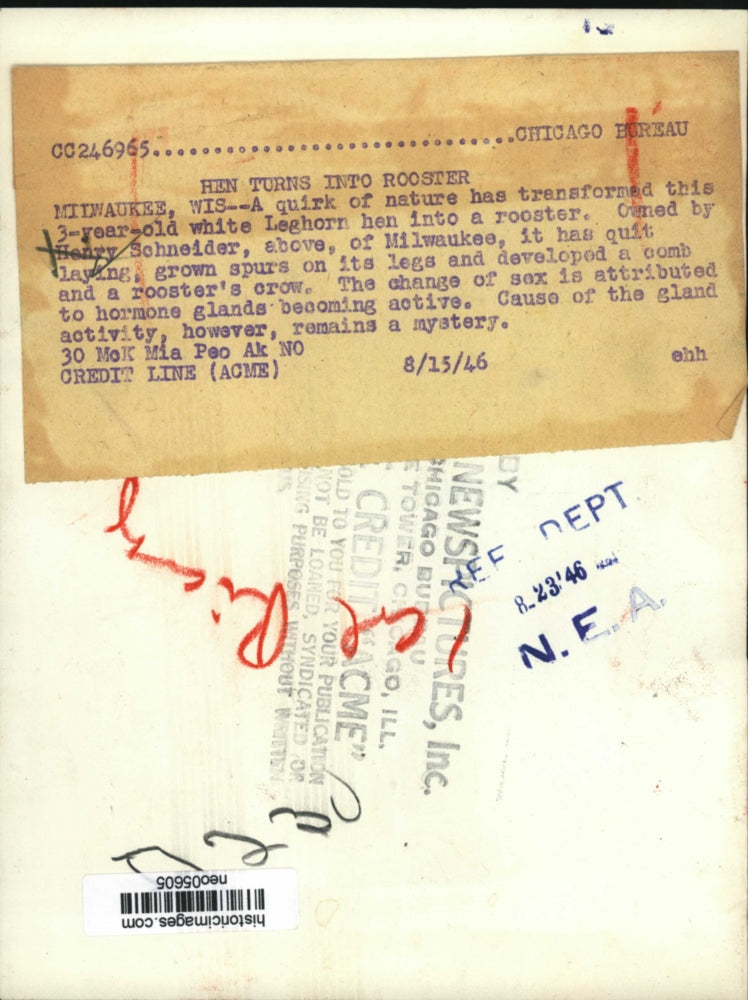 CC246965..................................CHICAGO BUREAU
HEN TURNS INTO ROOSTER
MILWAUKEE, WIS--A quirk of nature has transformed this
3-year-old white Leghorn hen into a rooster. Owned by
Henry Schneider, above, of Milwaukee, it has quit
laying, grown spurs on its legs and developed a comb
and a rooster's crow. The change of sex is attributed
to hormone glands becoming active. Cause of the gland
activity, however, remains a mystery.
30 McK Mia Peo Ak NO
CREDIT LINE (ACME) 8/15/46 ehh
BY
NEWSPICTURES, Inc.
CHICAGO BUREAU
TOWER, CHICAGO, ILL.
CREDIT "ACME"
SOLD TO YOU FOR YOUR PUBLICATION
NOT BE LOANED, SYNDICATED OR
PURPOSES WITHOUT WRITTEN
REF DEPT.
8-23'46
N. E. A.
historicimages.com
neo05605